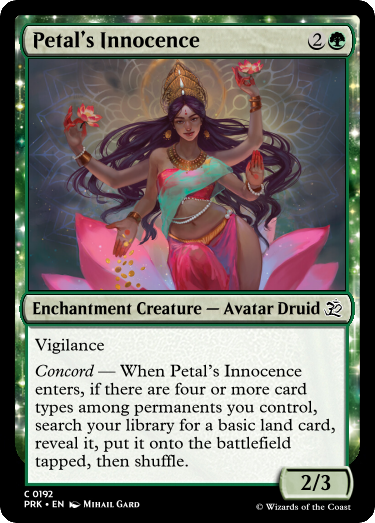 Petal's Innocence 2
Enchantment Creature — Avatar Druid
Vigilance
Concord — When Petal's Innocence
enters, if there are four or more card
types among permanents you control,
search your library for a basic land card,
reveal it, put it onto the battlefield
tapped, then shuffle.
2/3
C 0192
PRK • EN Mihail Gard
© Wizards of the Coast